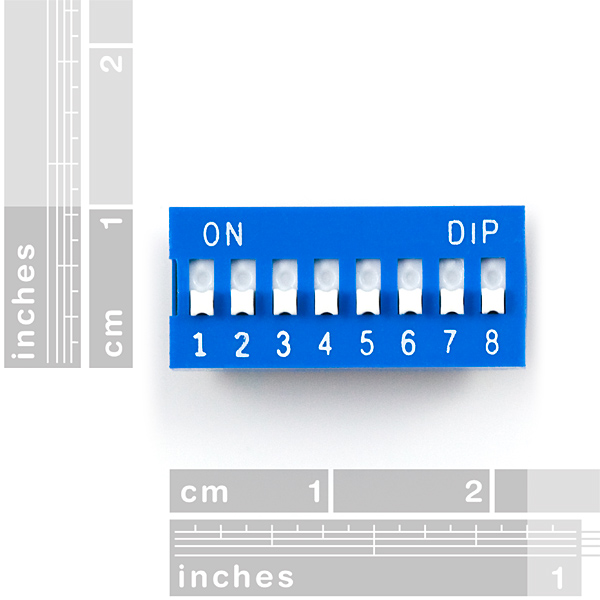 2
1
cm
inches
ON DIP
1 2 3 4 5 6 7 8
cm 1 2
inches 1